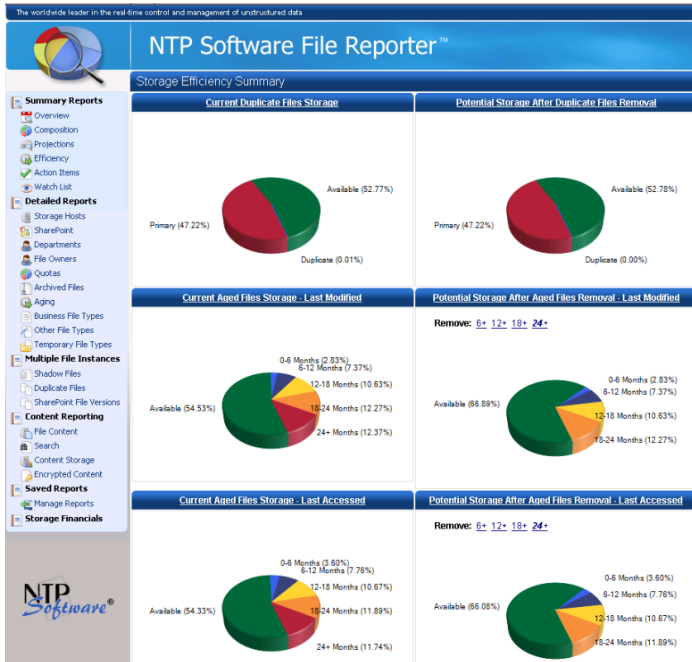 The worldwide leader in the real-time control and management of unstructured data
NTP Software File Reporter™
Storage Efficiency Summary
Summary Reports
Overview
Composition
Projections
Efficiency
Action Items
Watch List
Detailed Reports
Storage Hosts
SharePoint
Departments
File Owners
Quotas
Archived Files
Aging
Business File Types
Other File Types
Temporary File Types
Multiple File Instances
Shadow Files
Duplicate Files
SharePoint File Versions
Content Reporting
File Content
Search
Content Storage
Encrypted Content
Saved Reports
Manage Reports
Storage Financials
NTP
Software®
Current Duplicate Files Storage
Available (52.77%)
Primary (47.22%)
Duplicate (0.01%)
Potential Storage After Duplicate Files Removal
Available (52.78%)
Primary (47.22%)
Duplicate (0.00%)
Current Aged Files Storage - Last Modified
0-6 Months (2.83%)
6-12 Months (7.37%)
12-18 Months (10.63%)
Available (54.53%)
18-24 Months (12.27%)
24+ Months (12.37%)
Potential Storage After Aged Files Removal - Last Modified
Remove: 6+ 12+ 18+ 24+
0-6 Months (2.83%)
6-12 Months (7.37%)
Available (66.89%)
12-18 Months (10.63%)
18-24 Months (12.27%)
Current Aged Files Storage - Last Accessed
0-6 Months (3.60%)
6-12 Months (7.76%)
12-18 Months (10.67%)
Available (54.33%)
18-24 Months (11.89%)
24+ Months (11.74%)
Potential Storage After Aged Files Removal - Last Accessed
Remove: 6+ 12+ 18+ 24+
0-6 Months (3.60%)
6-12 Months (7.76%)
Available (66.08%)
12-18 Months (10.67%)
18-24 Months (11.89%)